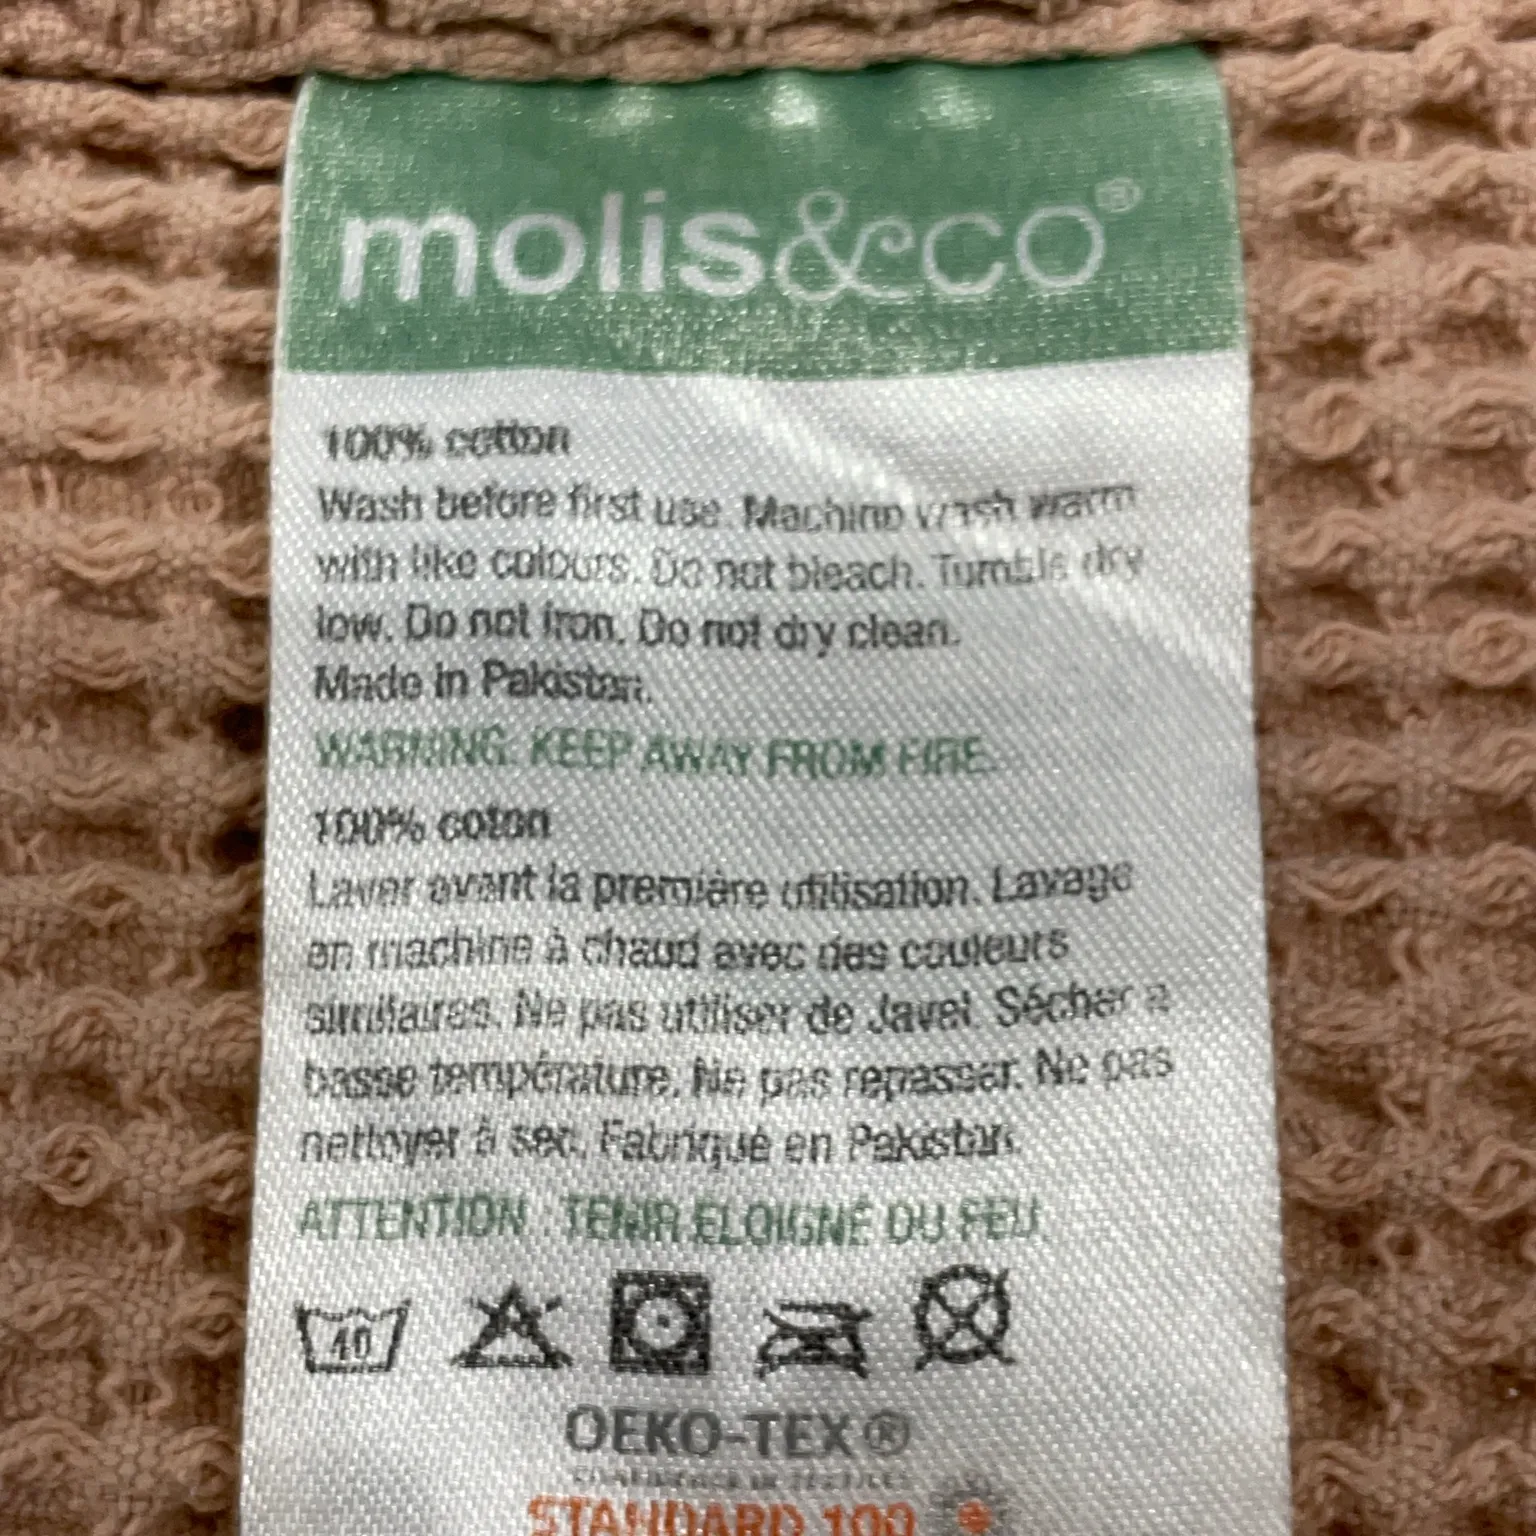 molis&co®
100% cotton
Wash before first use. Machine wash warm
with like colours. Do not bleach. Tumble dry
low. Do not iron. Do not dry clean.
Made in Pakistan.
WARNING: KEEP AWAY FROM FIRE.
100% coton
Laver avant la première utilisation. Lavage
en machine à chaud avec des couleurs
similaires. Ne pas utiliser de Javel. Sécher a
basse température. Ne pas repasser. Ne pas
nettoyer à sec. Fabriqué en Pakistan.
ATTENTION : TENIR ELOIGNÉ DU FEU
40
OEKO-TEX®
STANDARD 100